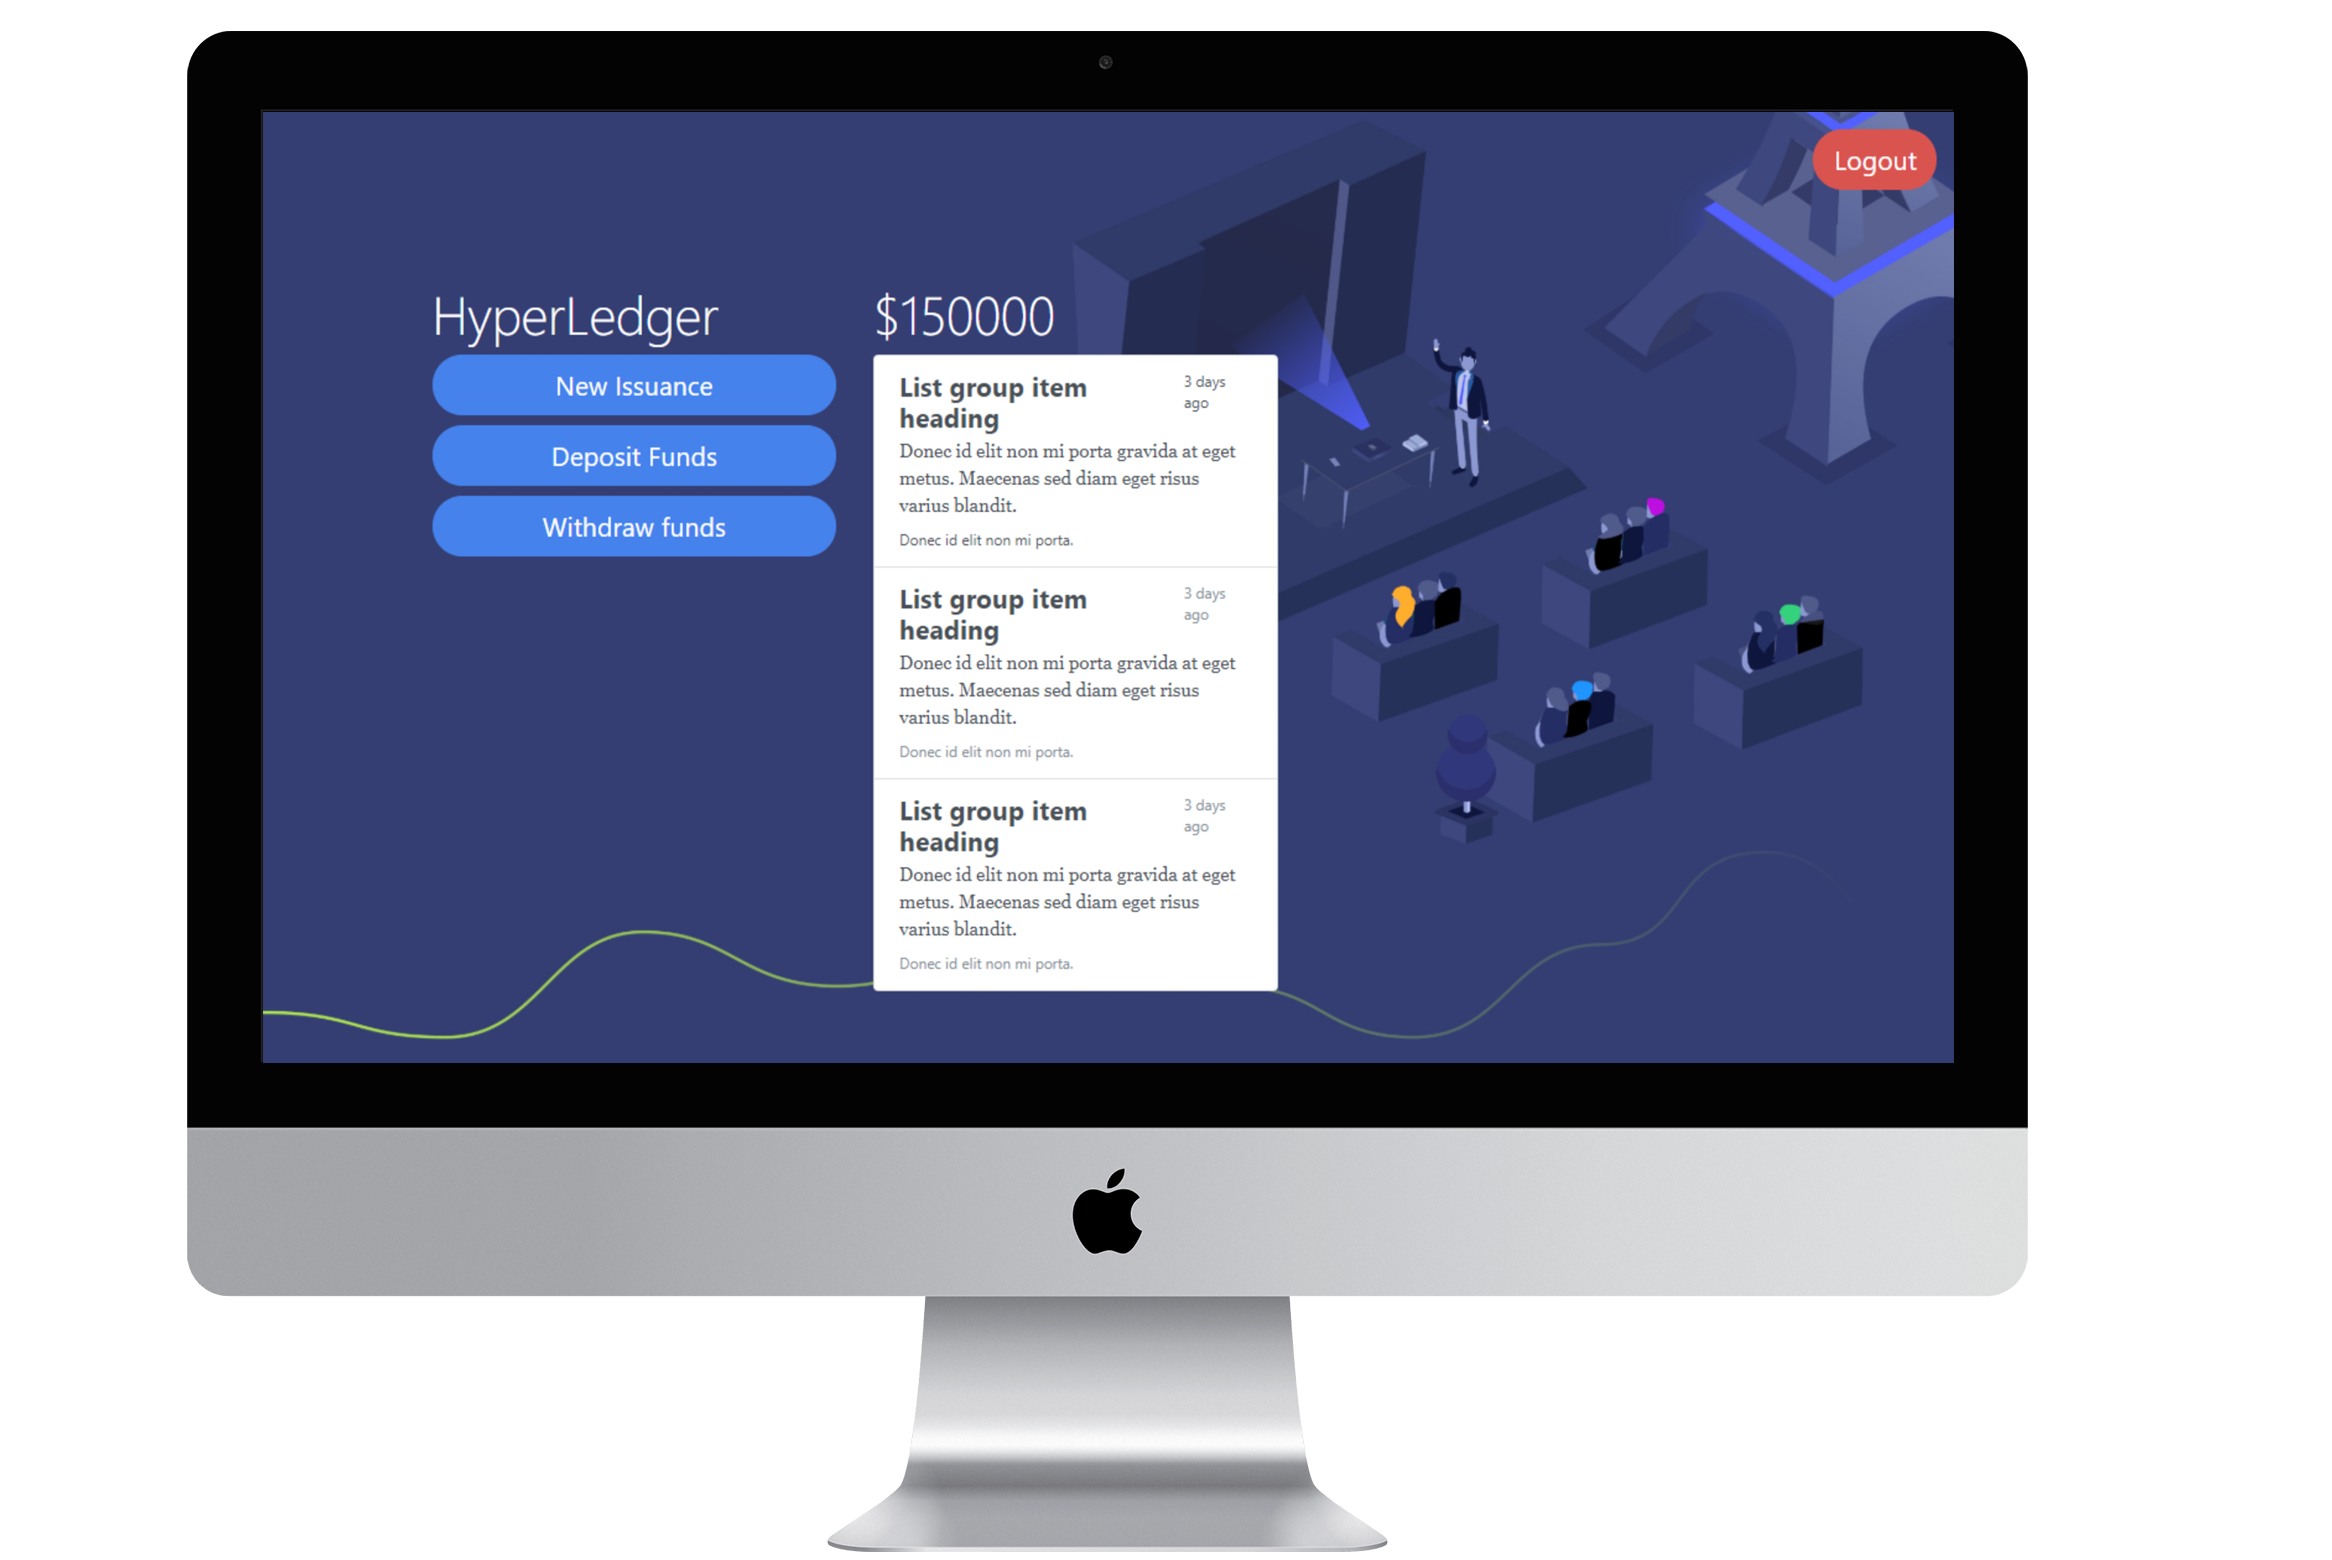 Logout
HyperLedger
$150000
New Issuance
Deposit Funds
Withdraw funds
List group item
heading
3 days
ago
Donec id elit non mi porta gravida at eget
metus. Maecenas sed diam eget risus
varius blandit.
Donec id elit non mi porta.
List group item
heading
3 days
ago
Donec id elit non mi porta gravida at eget
metus. Maecenas sed diam eget risus
varius blandit.
Donec id elit non mi porta.
List group item
heading
3 days
ago
Donec id elit non mi porta gravida at eget
metus. Maecenas sed diam eget risus
varius blandit.
Donec id elit non mi porta.